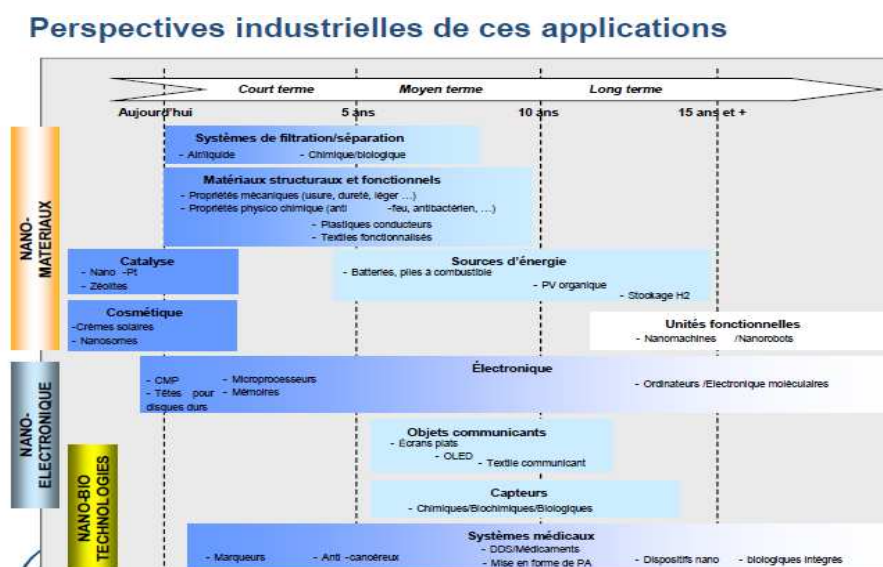 Perspectives industrielles de ces applications
Court terme Moyen terme Long terme
Aujourd'hui 5 ans 10 ans 15 ans et +
NANO-
MATERIAUX
Systèmes de filtration/séparation
- Air/liquide - Chimique/biologique
Matériaux structuraux et fonctionnels
- Propriétés mécaniques (usure, dureté, léger ...)
- Propriétés physico chimique (anti -feu, antibactérien, ...)
- Plastiques conducteurs
- Textiles fonctionnalisés
Catalyse
- Nano -Pt
- Zéolites
Sources d'énergie
- Batteries, piles à combustible
- PV organique
- Stockage H2
Cosmétique
-Crèmes solaires
- Nanosomes
Unités fonctionnelles
- Nanomachines /Nanorobots
NANO-
ELECTRONIQUE
Électronique
- CMP
- Têtes pour
disques durs
- Microprocesseurs
- Mémoires
- Ordinateurs /Electronique moléculaires
Objets communicants
- Écrans plats
- OLED
- Textile communicant
NANO-BIO
TECHNOLOGIES
Capteurs
- Chimiques/Biochimiques/Biologiques
Systèmes médicaux
- Marqueurs - Anti -cancéreux
- DDS/Médicaments
- Mise en forme de PA
- Dispositifs nano - biologiques intégrés